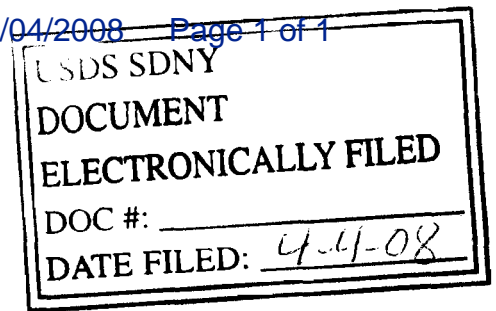 /04/2008 Page 1 of 1
USDS SDNY
DOCUMENT
ELECTRONICALLY FILED
DOC #:
DATE FILED: 4-4-08